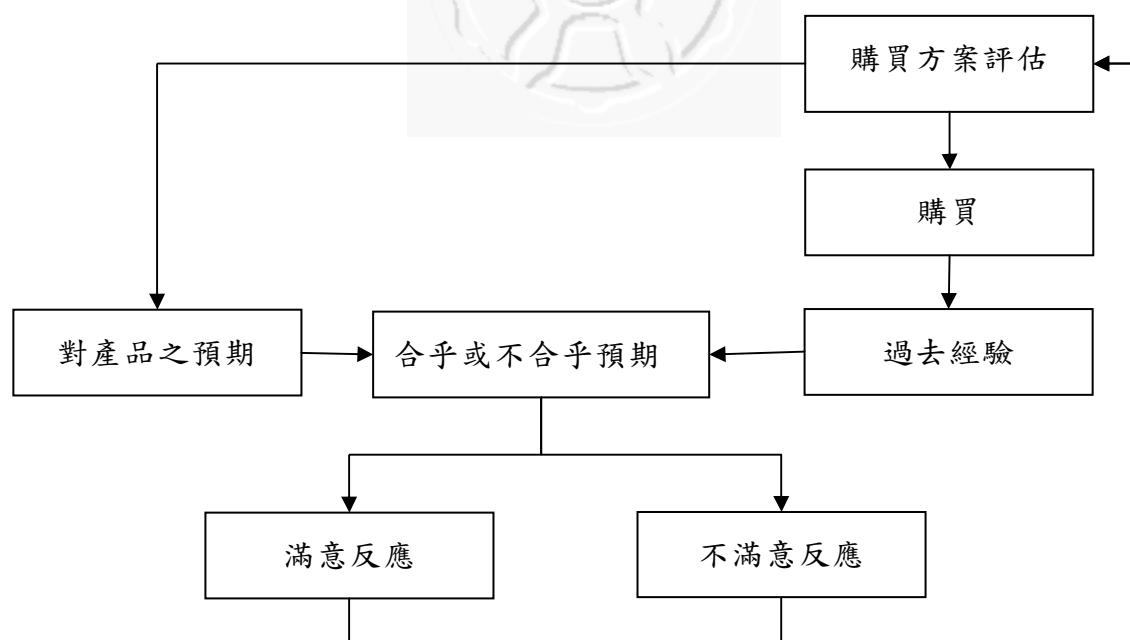 購買方案評估
購買
對產品之預期
合乎或不合乎預期
過去經驗
滿意反應
不滿意反應